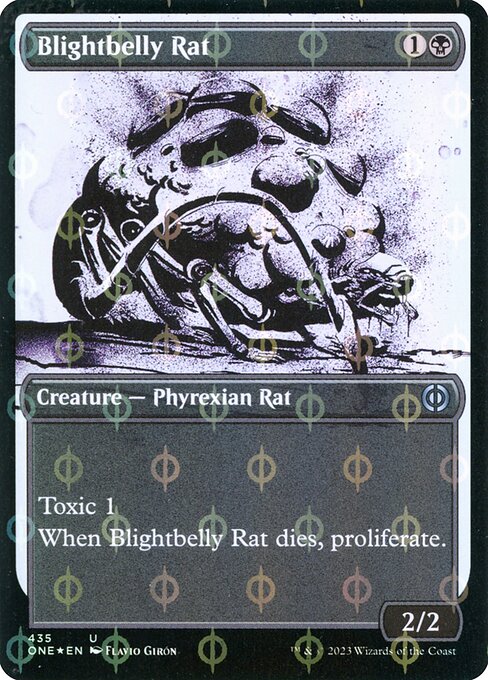 Blightbelly Rat 1
Creature — Phyrexian Rat
Toxic 1
When Blightbelly Rat dies, proliferate.
2/2
435 U
ONE★EN Flavio Girón ™ & © 2023 Wizards of the Coast